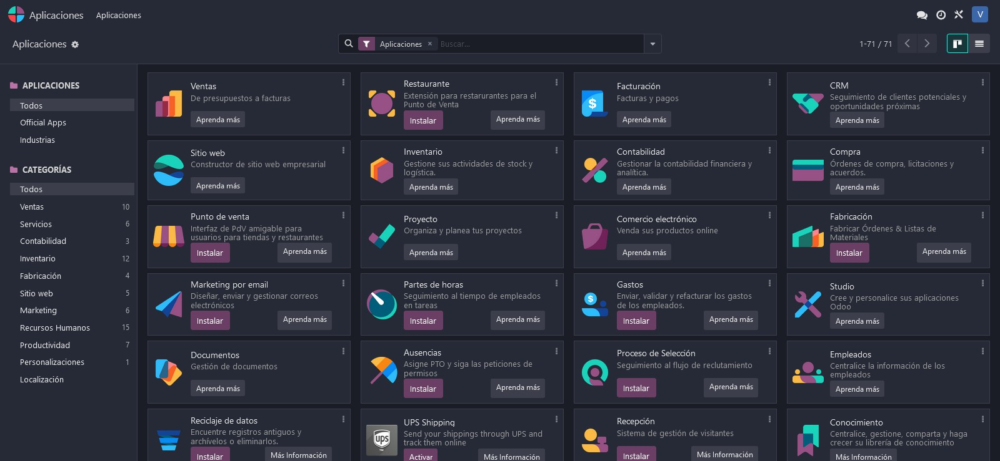 Aplicaciones Aplicaciones V
Aplicaciones Aplicaciones × Buscar... 1-71 / 71
APLICACIONES
Todos
Official Apps
Industrias
CATEGORÍAS
Todos
Ventas 10
Servicios 6
Contabilidad 3
Inventario 12
Fabricación 4
Sitio web 5
Marketing 6
Recursos Humanos 15
Productividad 7
Personalizaciones 1
Localización
Ventas
De presupuestos a facturas
Aprenda más
Restaurante
Extensión para restarurantes para el
Punto de Venta
Instalar Aprenda más
Facturación
Facturas y pagos
$
Aprenda más
CRM
Seguimiento de clientes potenciales y
oportunidades próximas
Aprenda más
Sitio web
Constructor de sitio web empresarial
Aprenda más
Inventario
Gestione sus actividades de stock y
logística.
Aprenda más
Contabilidad
Gestionar la contabilidad financiera y
analítica.
Aprenda más
Compra
Órdenes de compra, licitaciones y
acuerdos.
Aprenda más
Punto de venta
Interfaz de PdV amigable para
usuarios para tiendas y restaurantes
Instalar Aprenda más
Proyecto
Organiza y planea tus proyectos
Aprenda más
Comercio electrónico
Venda sus productos online
Aprenda más
Fabricación
Fabricar Órdenes & Listas de
Materiales
Instalar Aprenda más
Marketing por email
Diseñar, enviar y gestionar correos
electrónicos
Instalar Aprenda más
Partes de horas
Seguimiento al tiempo de empleados
en tareas
Instalar Aprenda más
Gastos
Enviar, validar y refacturar los gastos
de los empleados.
$
Instalar Aprenda más
Studio
Cree y personalice sus aplicaciones
Odoo
Aprenda más
Documentos
Gestión de documentos
Aprenda más
Ausencias
Asigne PTO y siga las peticiones de
permisos
Instalar Aprenda más
Proceso de Selección
Seguimiento al flujo de reclutamiento
Instalar Aprenda más
Empleados
Centralice la información de los
empleados
Aprenda más
Reciclaje de datos
Encuentre registros antiguos y
archívelos o eliminarlos.
Instalar Más Información
UPS Shipping
Send your shippings through UPS and
track them online
ups
TM
Activar Más Información
Recepción
Sistema de gestión de visitantes
Instalar Más Información
Conocimiento
Centralice, gestione, comparta y haga
crecer su librería de conocimiento
Más Información